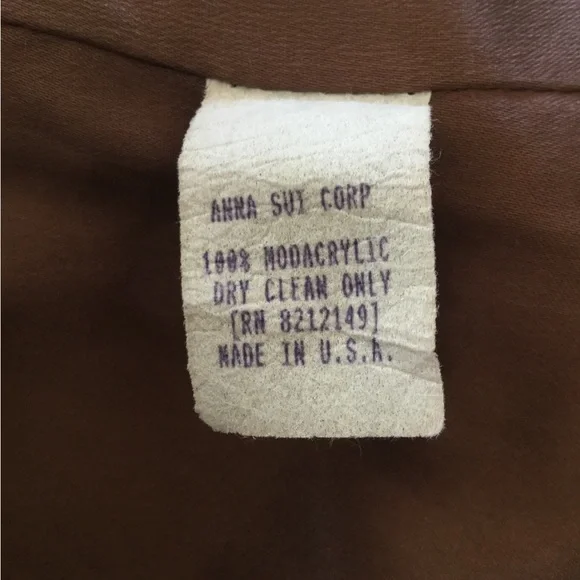 ANNA SUI CORP
100% MODACRYLIC
DRY CLEAN ONLY
[RN 8212149]
MADE IN U.S.A.